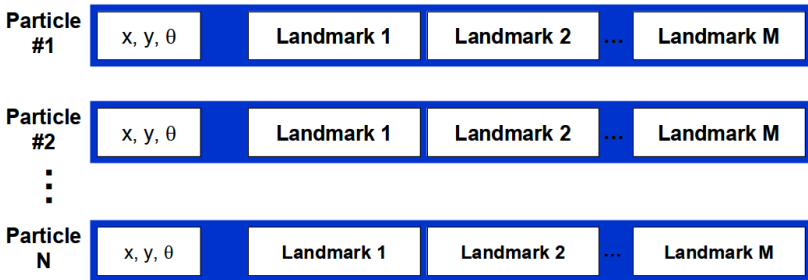 Particle
#1
x, y, θ
Landmark 1
Landmark 2
...
Landmark M
Particle
#2
x, y, θ
Landmark 1
Landmark 2
...
Landmark M
⋮
Particle
N
x, y, θ
Landmark 1
Landmark 2
...
Landmark M